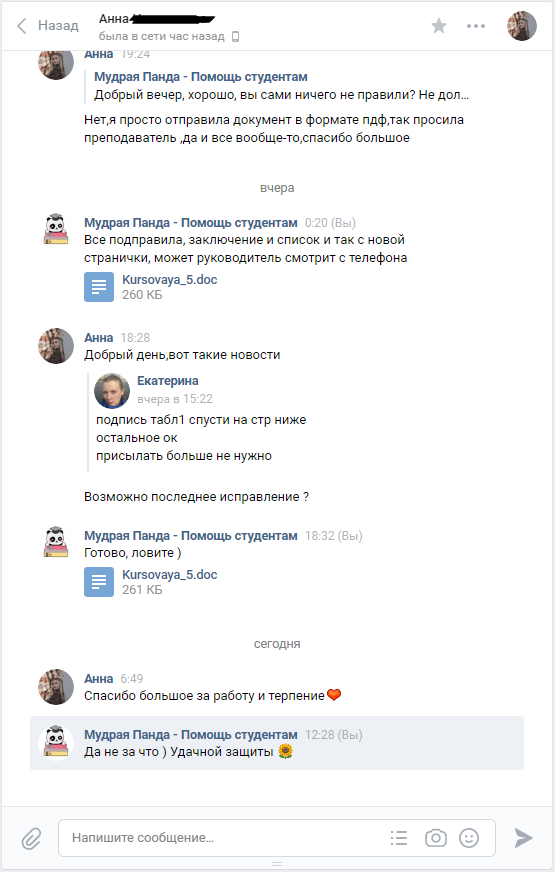 Назад
Анна
была в сети час назад
Анна 19:24
Мудрая Панда - Помощь студентам
Добрый вечер, хорошо, вы сами ничего не правили? Не дол...
Нет,я просто отправила документ в формате пдф,так просила
преподаватель ,да и все вообще-то,спасибо большое
вчера
Мудрая Панда - Помощь студентам 0:20 (Вы)
Все подправила, заключение и список и так с новой
странички, может руководитель смотрит с телефона
Kursovaya_5.doc
260 КБ
Анна 18:28
Добрый день,вот такие новости
Екатерина
вчера в 15:22
подпись табл1 спусти на стр ниже
остальное ок
присылать больше не нужно
Возможно последнее исправление ?
Мудрая Панда - Помощь студентам 18:32 (Вы)
Готово, ловите )
Kursovaya_5.doc
261 КБ
сегодня
Анна 6:49
Спасибо большое за работу и терпение
Мудрая Панда - Помощь студентам 12:28 (Вы)
Да не за что ) Удачной защиты
Напишите сообщение...